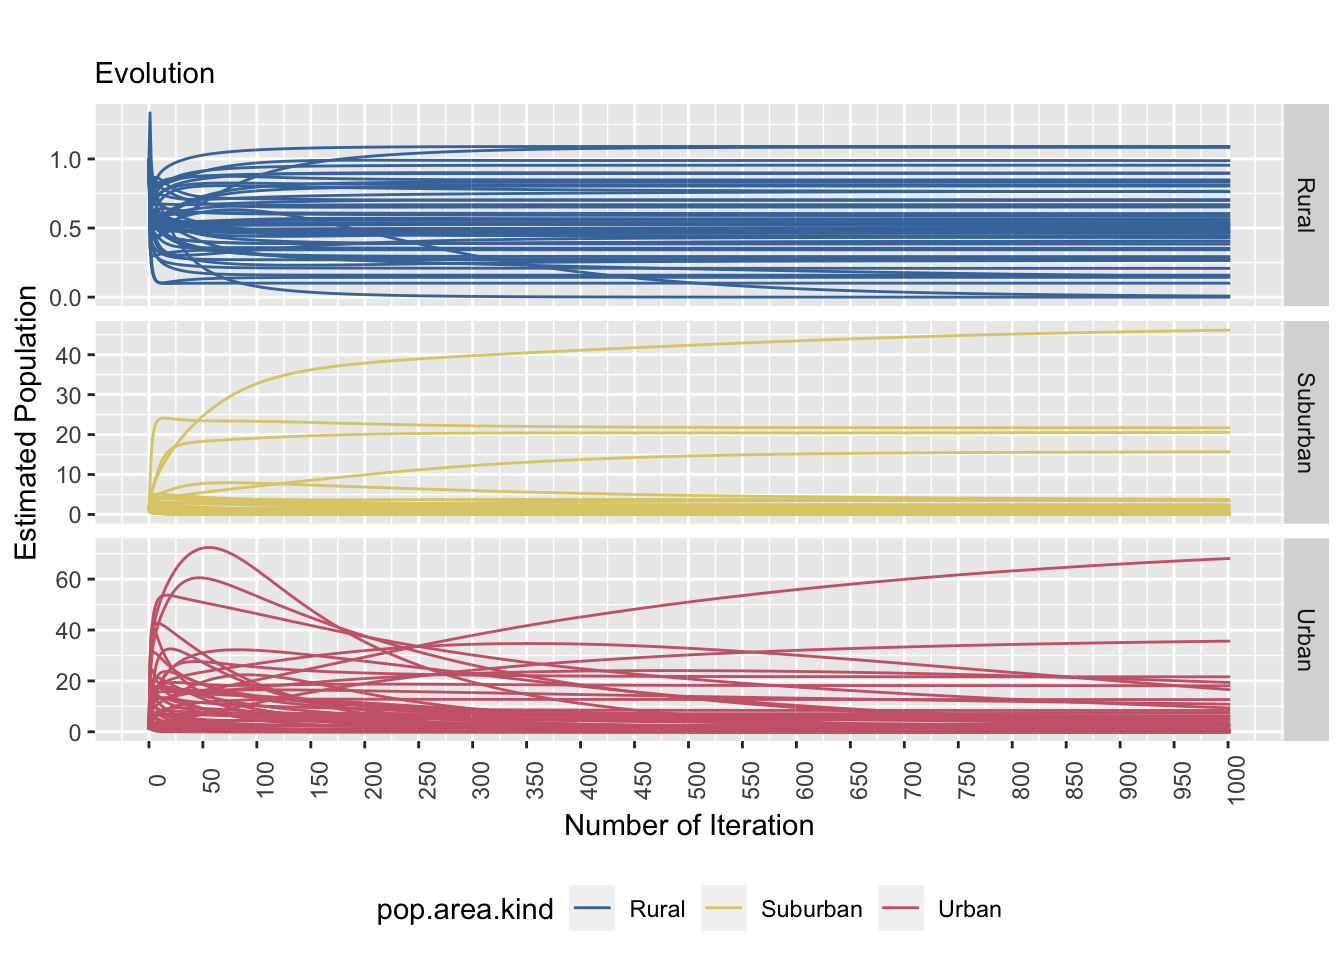 Evolution
Estimated Population
1.0
0.5
0.0
Rural
40
30
20
10
0
Suburban
60
40
20
0
Urban
0 50 100 150 200 250 300 350 400 450 500 550 600 650 700 750 800 850 900 950 1000
Number of Iteration
pop.area.kind Rural Suburban Urban